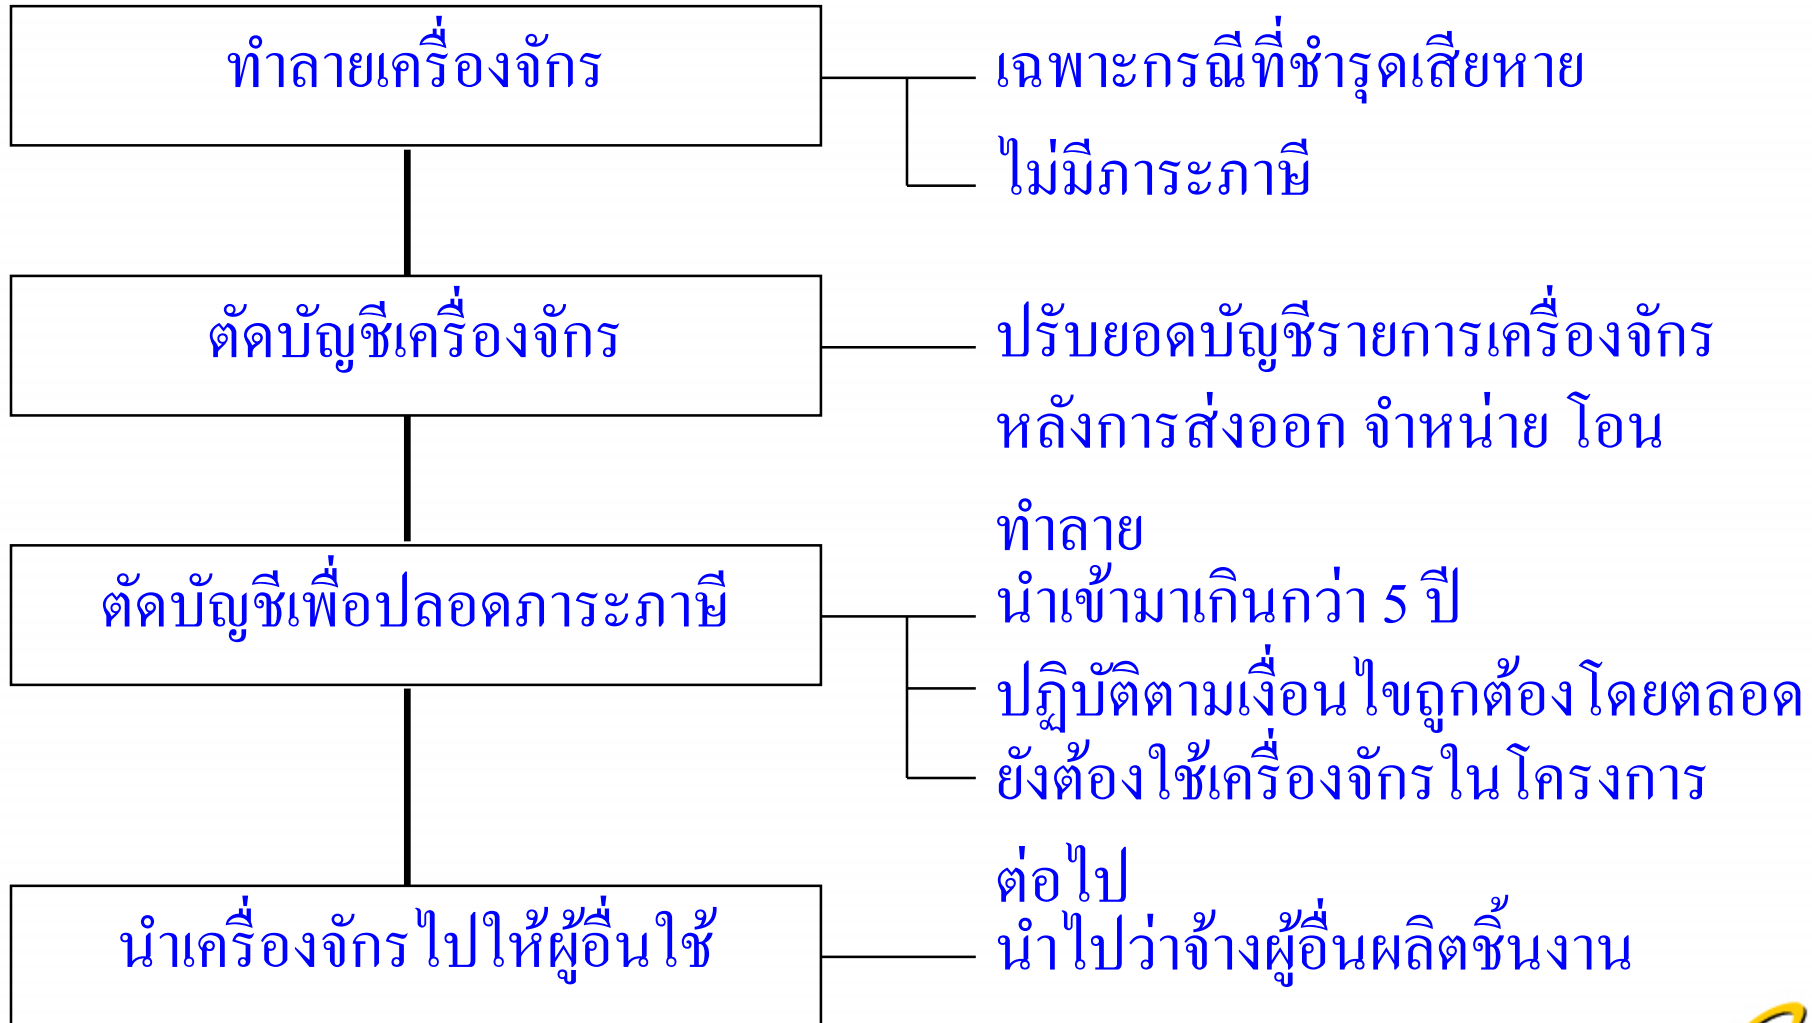 ทำลายเครื่องจักร
เฉพาะกรณีที่ชำรุดเสียหาย
ไม่มีภาระภาษี
ตัดบัญชีเครื่องจักร
ปรับยอดบัญชีรายการเครื่องจักร
หลังการส่งออก จำหน่าย โอน
ทำลาย
ตัดบัญชีเพื่อปลอดภาระภาษี
นำเข้ามาเกินกว่า 5 ปี
ปฏิบัติตามเงื่อนไขถูกต้องโดยตลอด
ยังต้องใช้เครื่องจักรในโครงการ
ต่อไป
นำเครื่องจักรไปให้ผู้อื่นใช้
นำไปว่าจ้างผู้อื่นผลิตชิ้นงาน